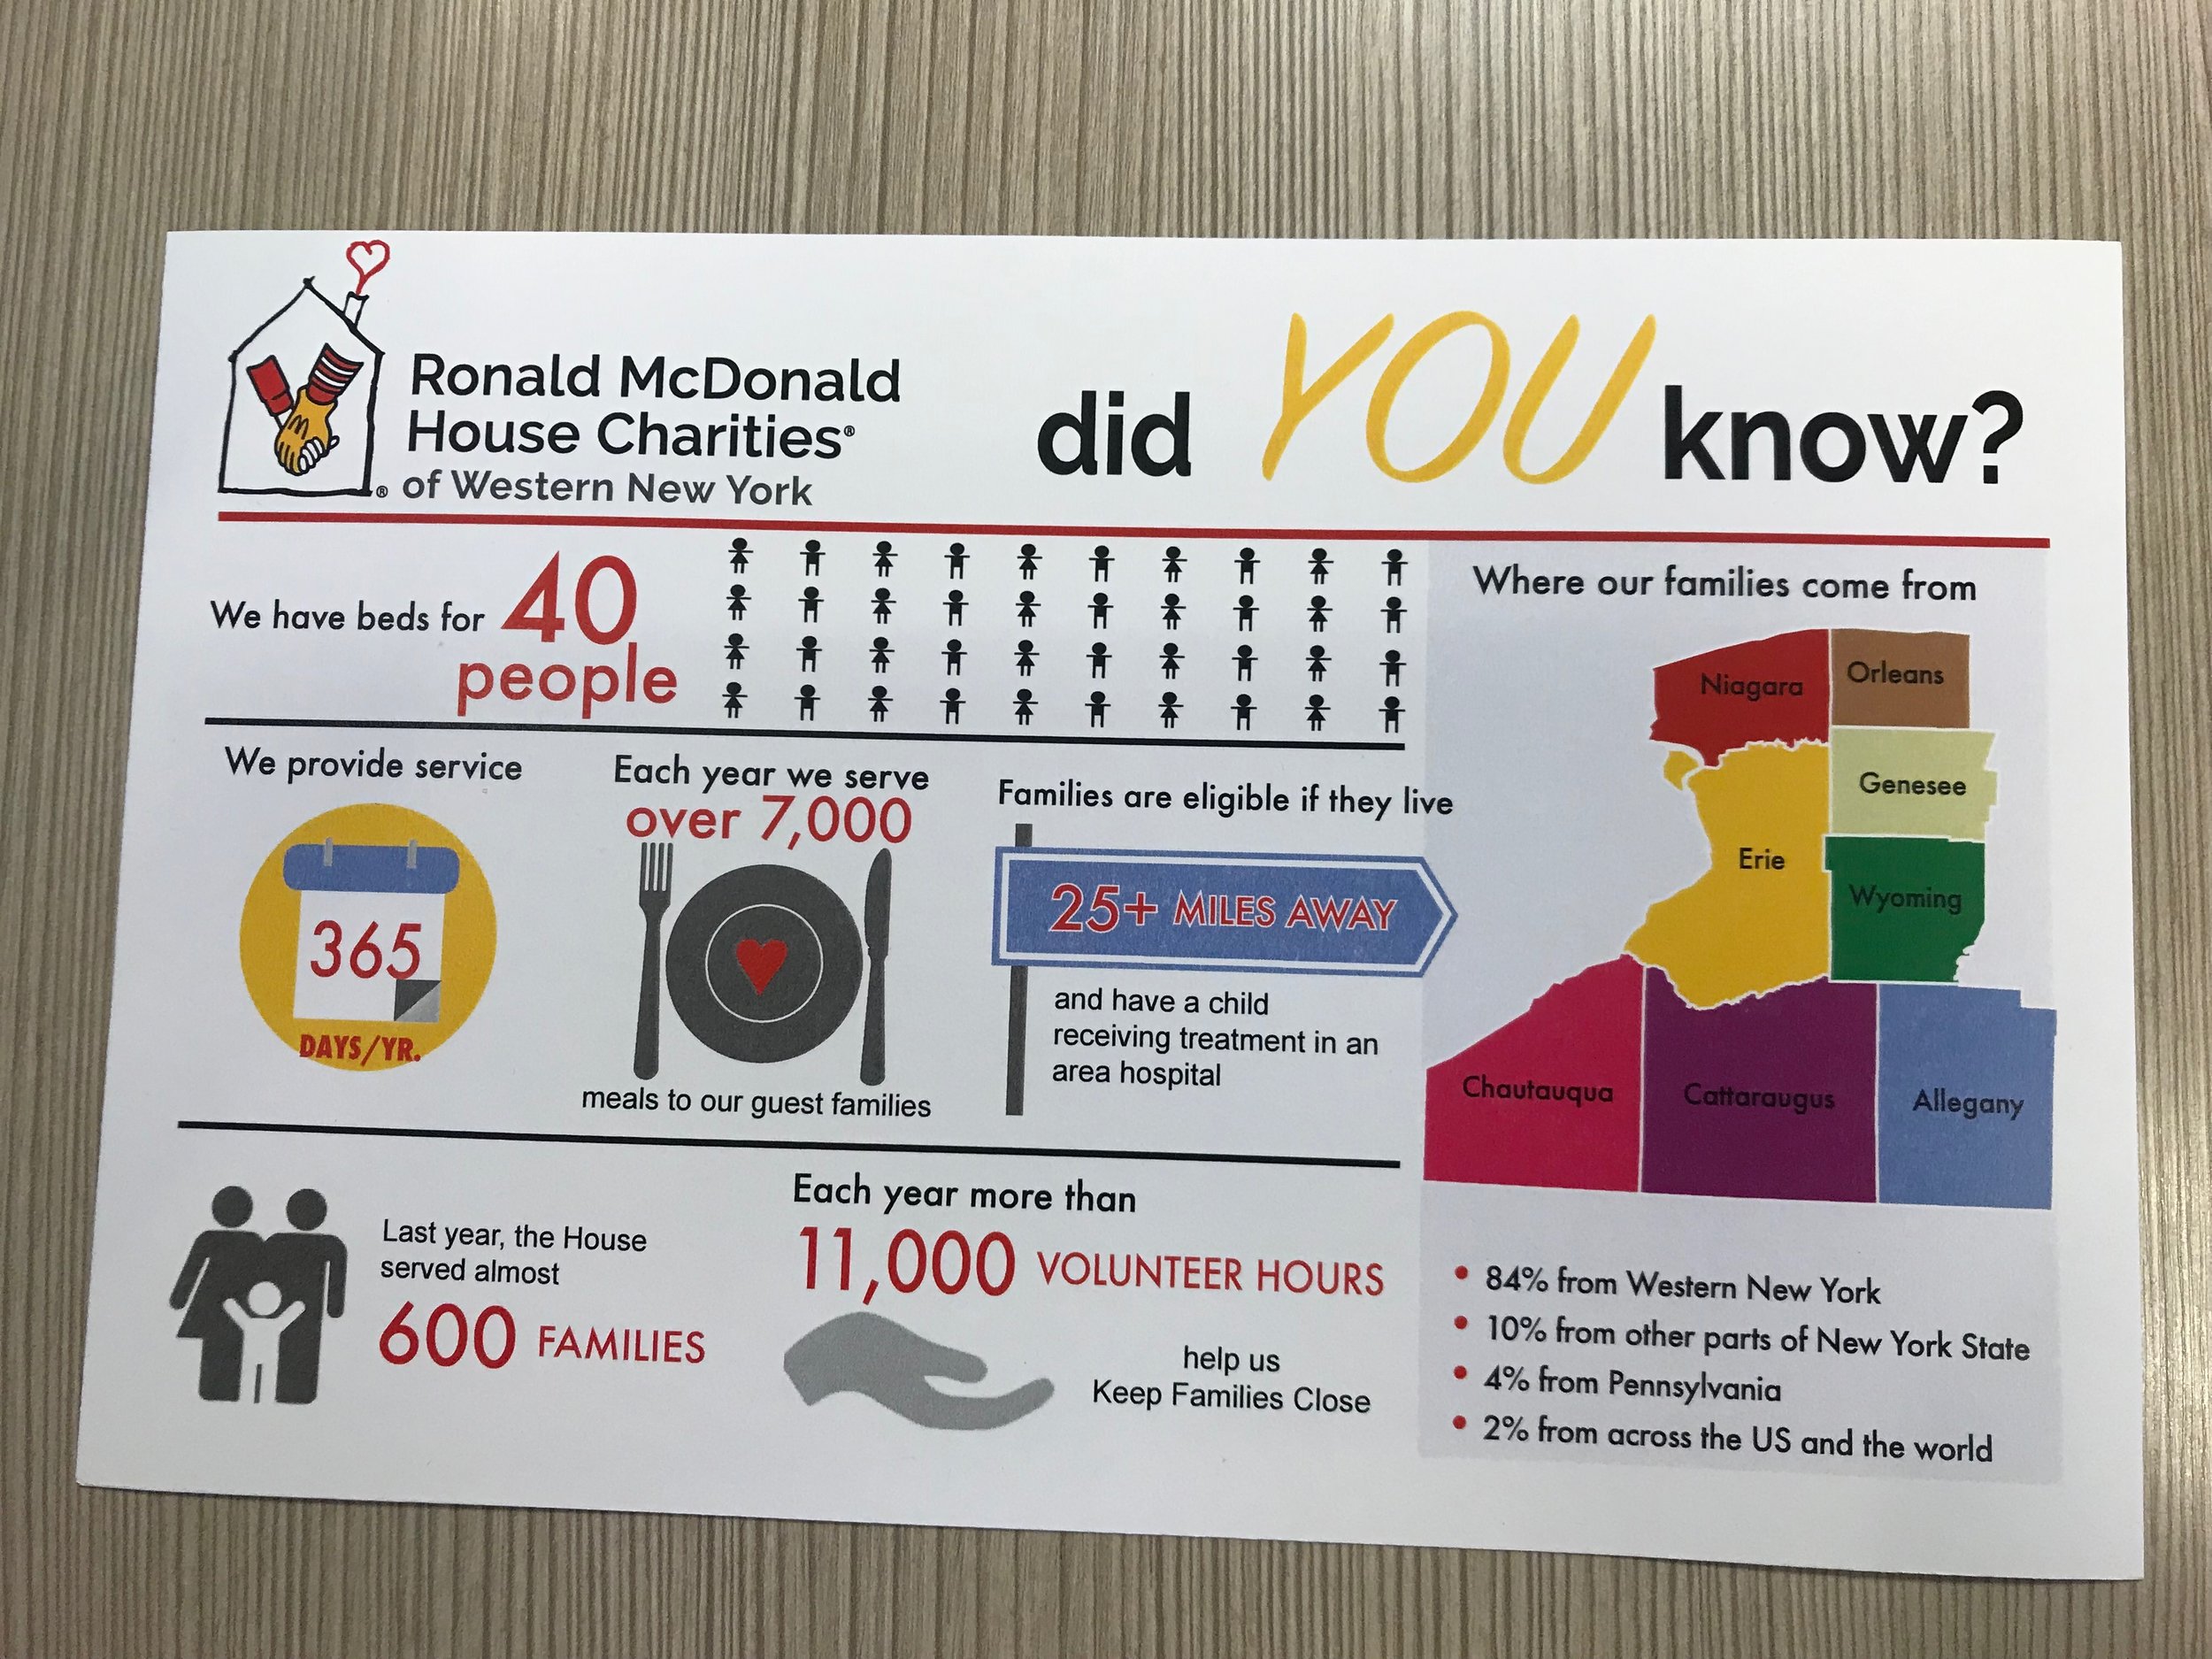 Ronald McDonald
House Charities®
® of Western New York
did YOU know?
We have beds for 40
people
We provide service
365
DAYS/YR.
Each year we serve
over 7,000
meals to our guest families
Families are eligible if they live
25+ MILES AWAY
and have a child
receiving treatment in an
area hospital
Last year, the House
served almost
600 FAMILIES
Each year more than
11,000 VOLUNTEER HOURS
help us
Keep Families Close
Where our families come from
Niagara
Orleans
Genesee
Erie
Wyoming
Chautauqua
Cattaraugus
Allegany
• 84% from Western New York
• 10% from other parts of New York State
• 4% from Pennsylvania
• 2% from across the US and the world